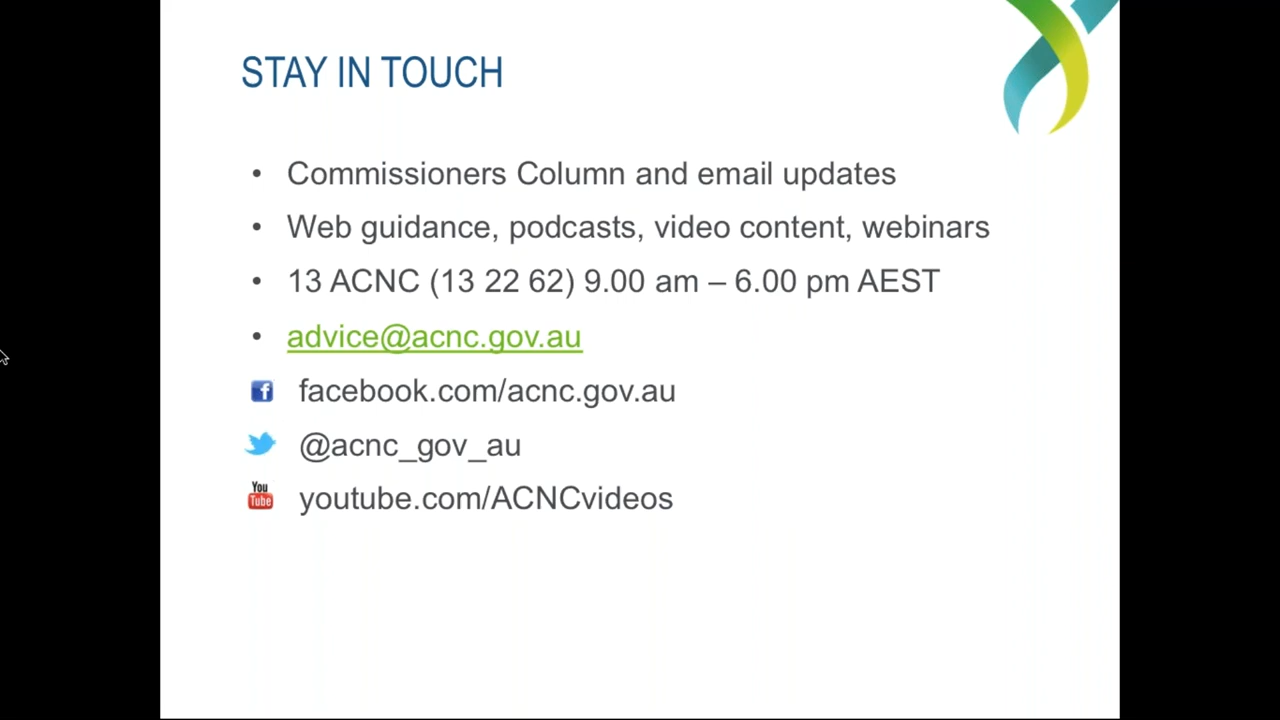 STAY IN TOUCH
• Commissioners Column and email updates
• Web guidance, podcasts, video content, webinars
• 13 ACNC (13 22 62) 9.00 am – 6.00 pm AEST
• advice@acnc.gov.au
f facebook.com/acnc.gov.au
@acnc_gov_au
You Tube youtube.com/ACNCvideos